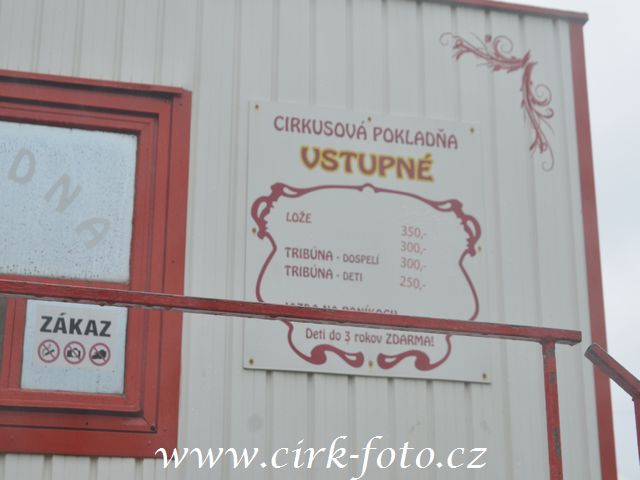 CIRKUSOVÁ POKLADŇA
VSTUPNÉ
LOŽE 350,-
300,-
TRIBÚNA - DOSPELÍ 300,-
TRIBÚNA - DETI 250,-
Deti do 3 rokov ZDARMA!
DNA
ZÁKAZ
www.cirk-foto.cz